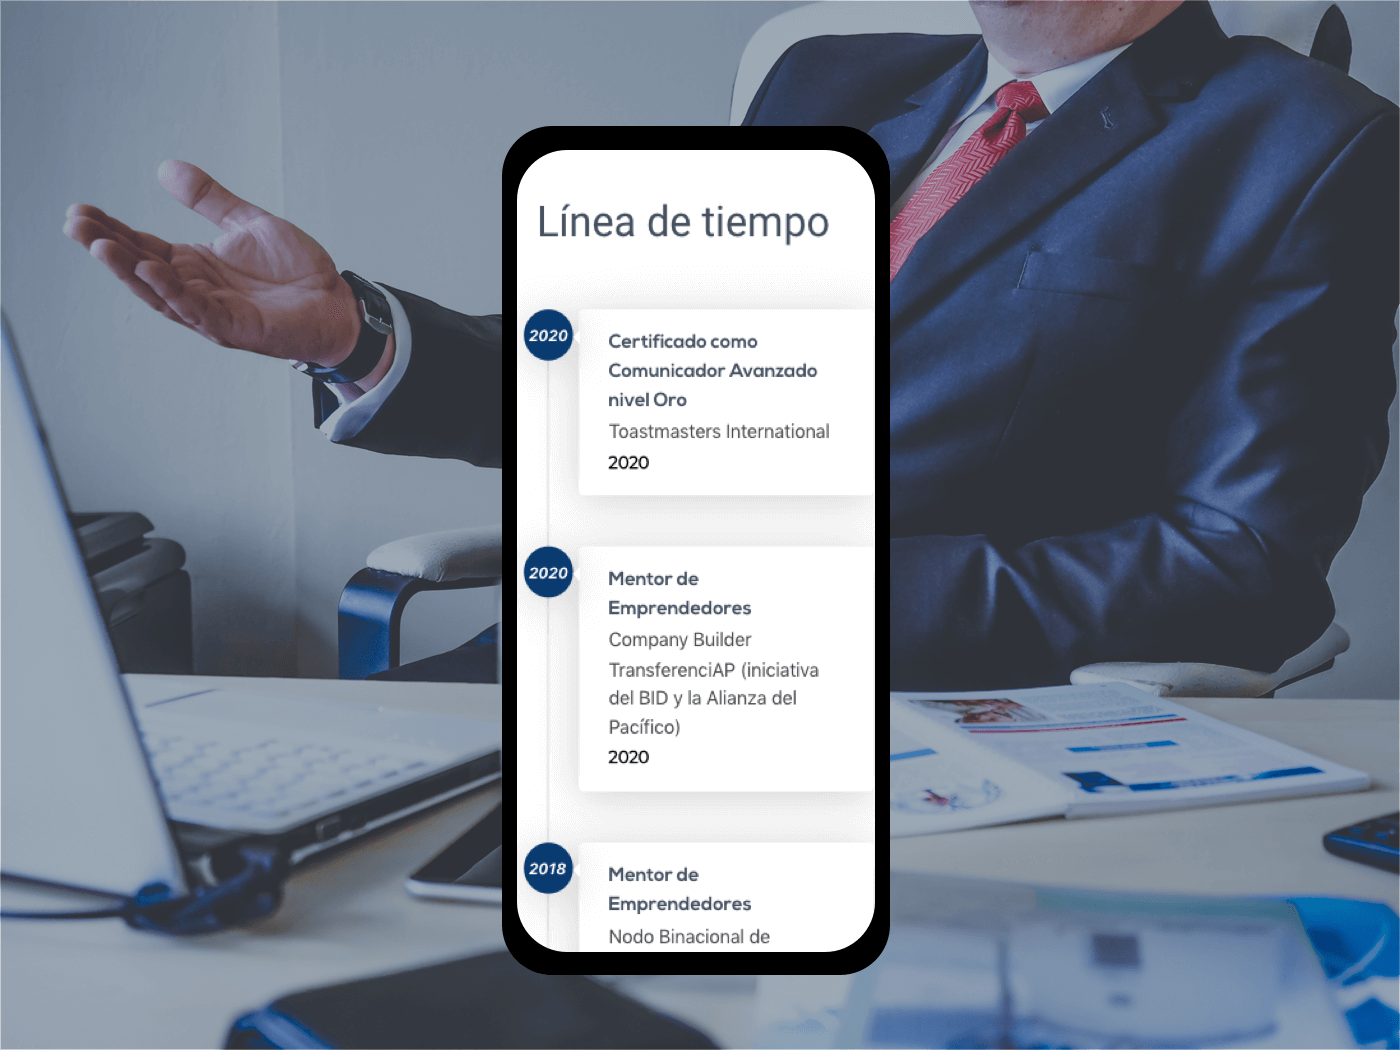 Línea de tiempo
2020
Certificado como
Comunicador Avanzado
nivel Oro
Toastmasters International
2020
2020
Mentor de
Emprendedores
Company Builder
TransferenciAP (iniciativa
del BID y la Alianza del
Pacífico)
2020
2018
Mentor de
Emprendedores
Nodo Binacional de